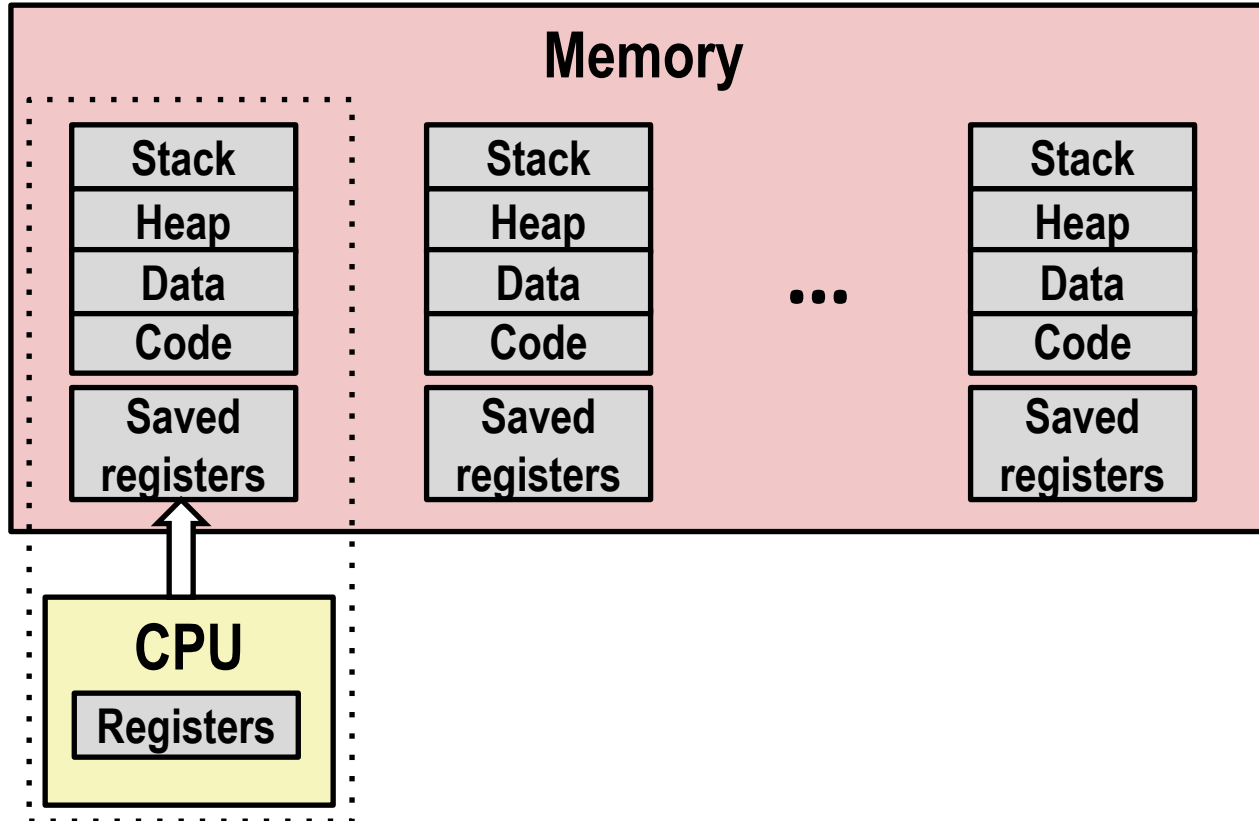 Memory
Stack
Heap
Data
Code
Saved
registers
Stack
Heap
Data
Code
Saved
registers
...
Stack
Heap
Data
Code
Saved
registers
CPU
Registers